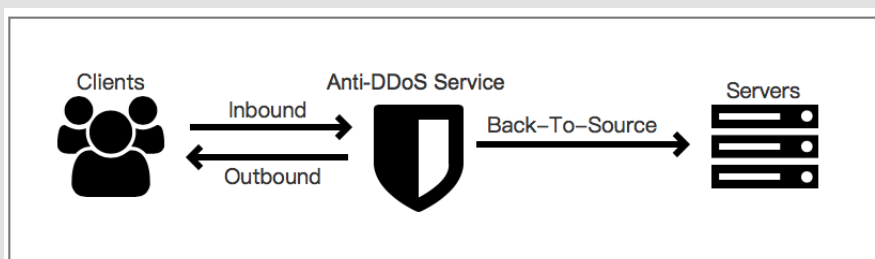 Clients
Anti-DDoS Service
Servers
Inbound
Back-To-Source
Outbound